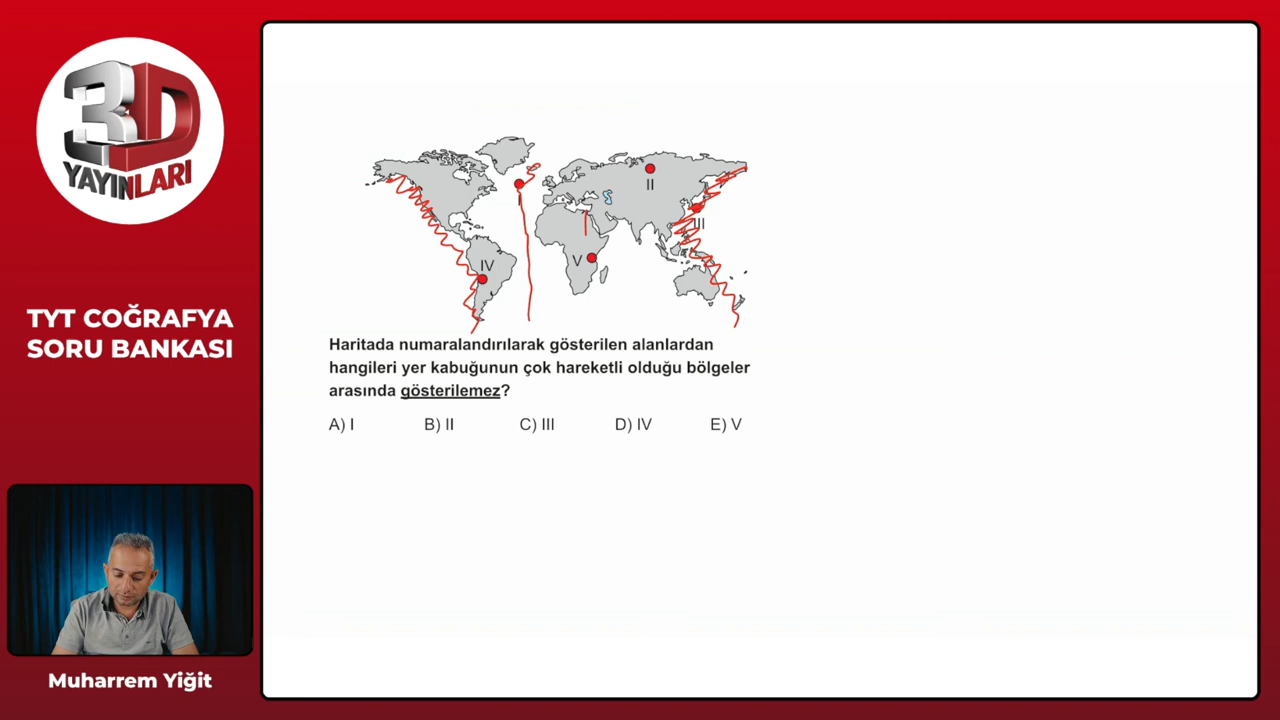 3D
YAYINLARI
TYT COĞRAFYA
SORU BANKASI
Muharrem Yiğit
I
II
III
IV
V
Haritada numaralandırılarak gösterilen alanlardan
hangileri yer kabuğunun çok hareketli olduğu bölgeler
arasında gösterilemez?
A) I B) II C) III D) IV E) V